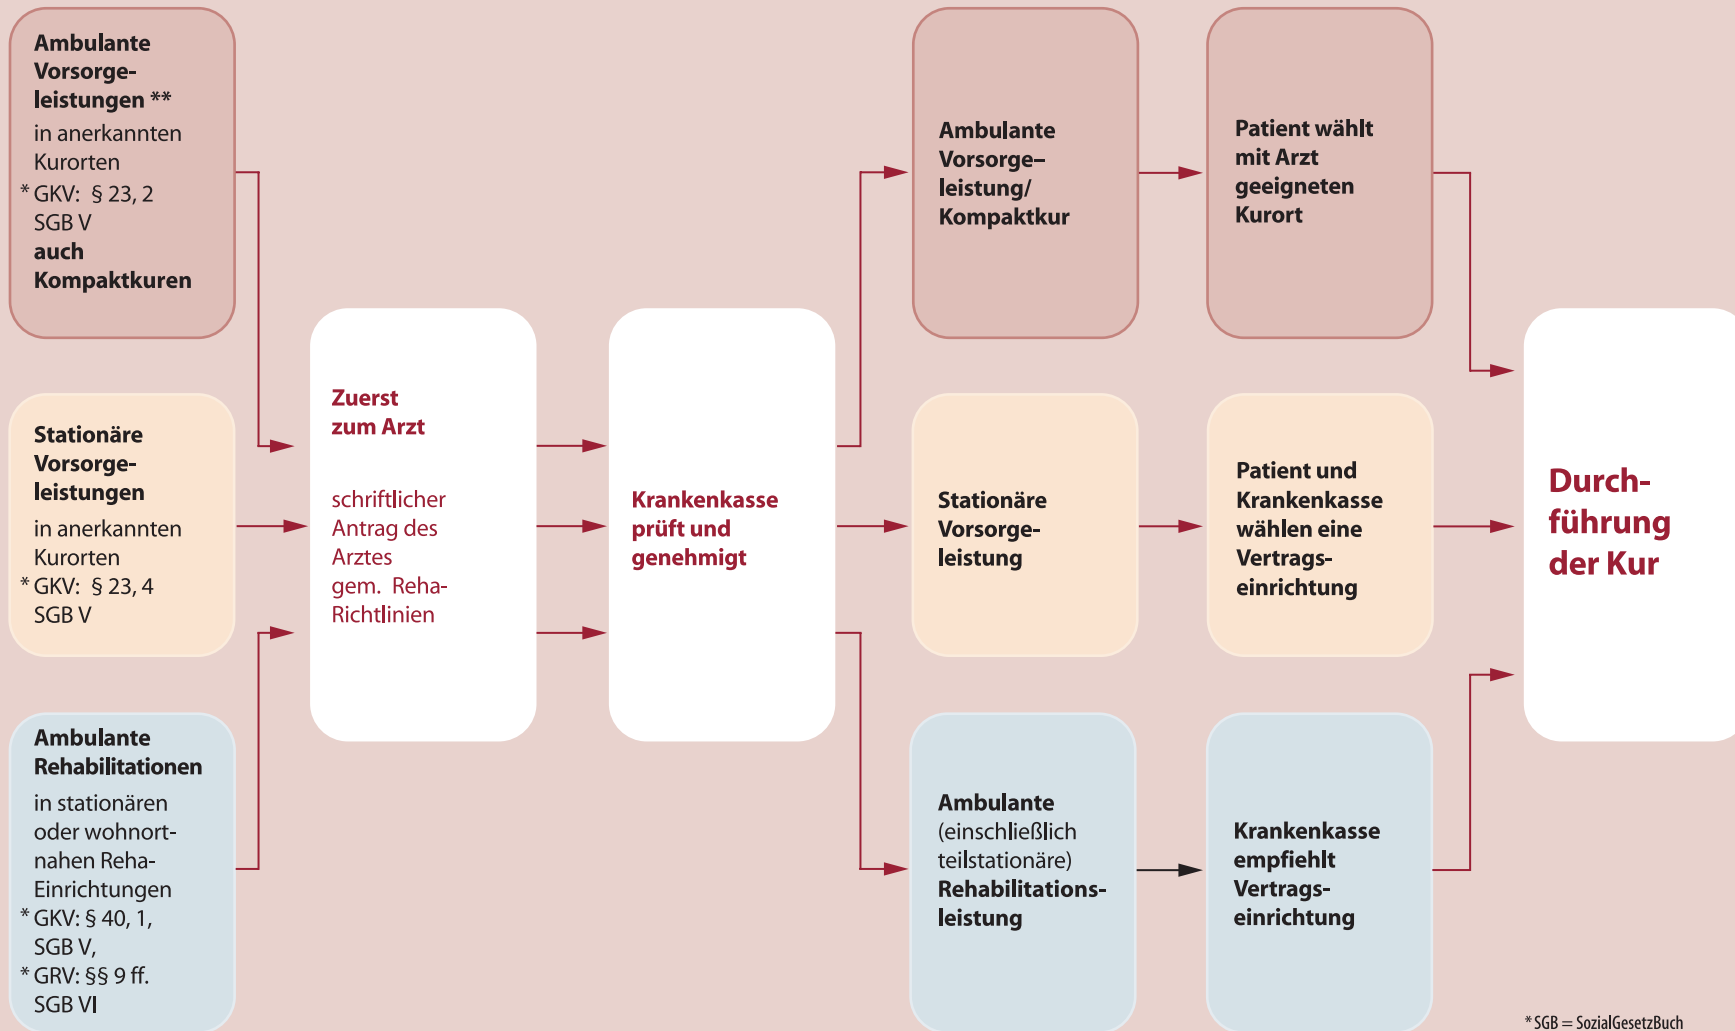 Ambulante
Vorsorge-
leistungen **
in anerkannten
Kurorten
* GKV: § 23, 2
SGB V
auch
Kompaktkuren
Stationäre
Vorsorge-
leistungen
in anerkannten
Kurorten
* GKV: § 23, 4
SGB V
Ambulante
Rehabilitationen
in stationären
oder wohnort-
nahen Reha-
Einrichtungen
* GKV: § 40, 1,
SGB V,
* GRV: §§ 9 ff.
SGB VI
Zuerst
zum Arzt
schriftlicher
Antrag des
Arztes
gem. Reha-
Richtlinien
Krankenkasse
prüft und
genehmigt
Ambulante
Vorsorge–
leistung/
Kompaktkur
Patient wählt
mit Arzt
geeigneten
Kurort
Stationäre
Vorsorge-
leistung
Patient und
Krankenkasse
wählen eine
Vertrags-
einrichtung
Ambulante
(einschließlich
teilstationäre)
Rehabilitations-
leistung
Krankenkasse
empfiehlt
Vertrags-
einrichtung
Durch-
führung
der Kur
* SGB = SozialGesetzBuch